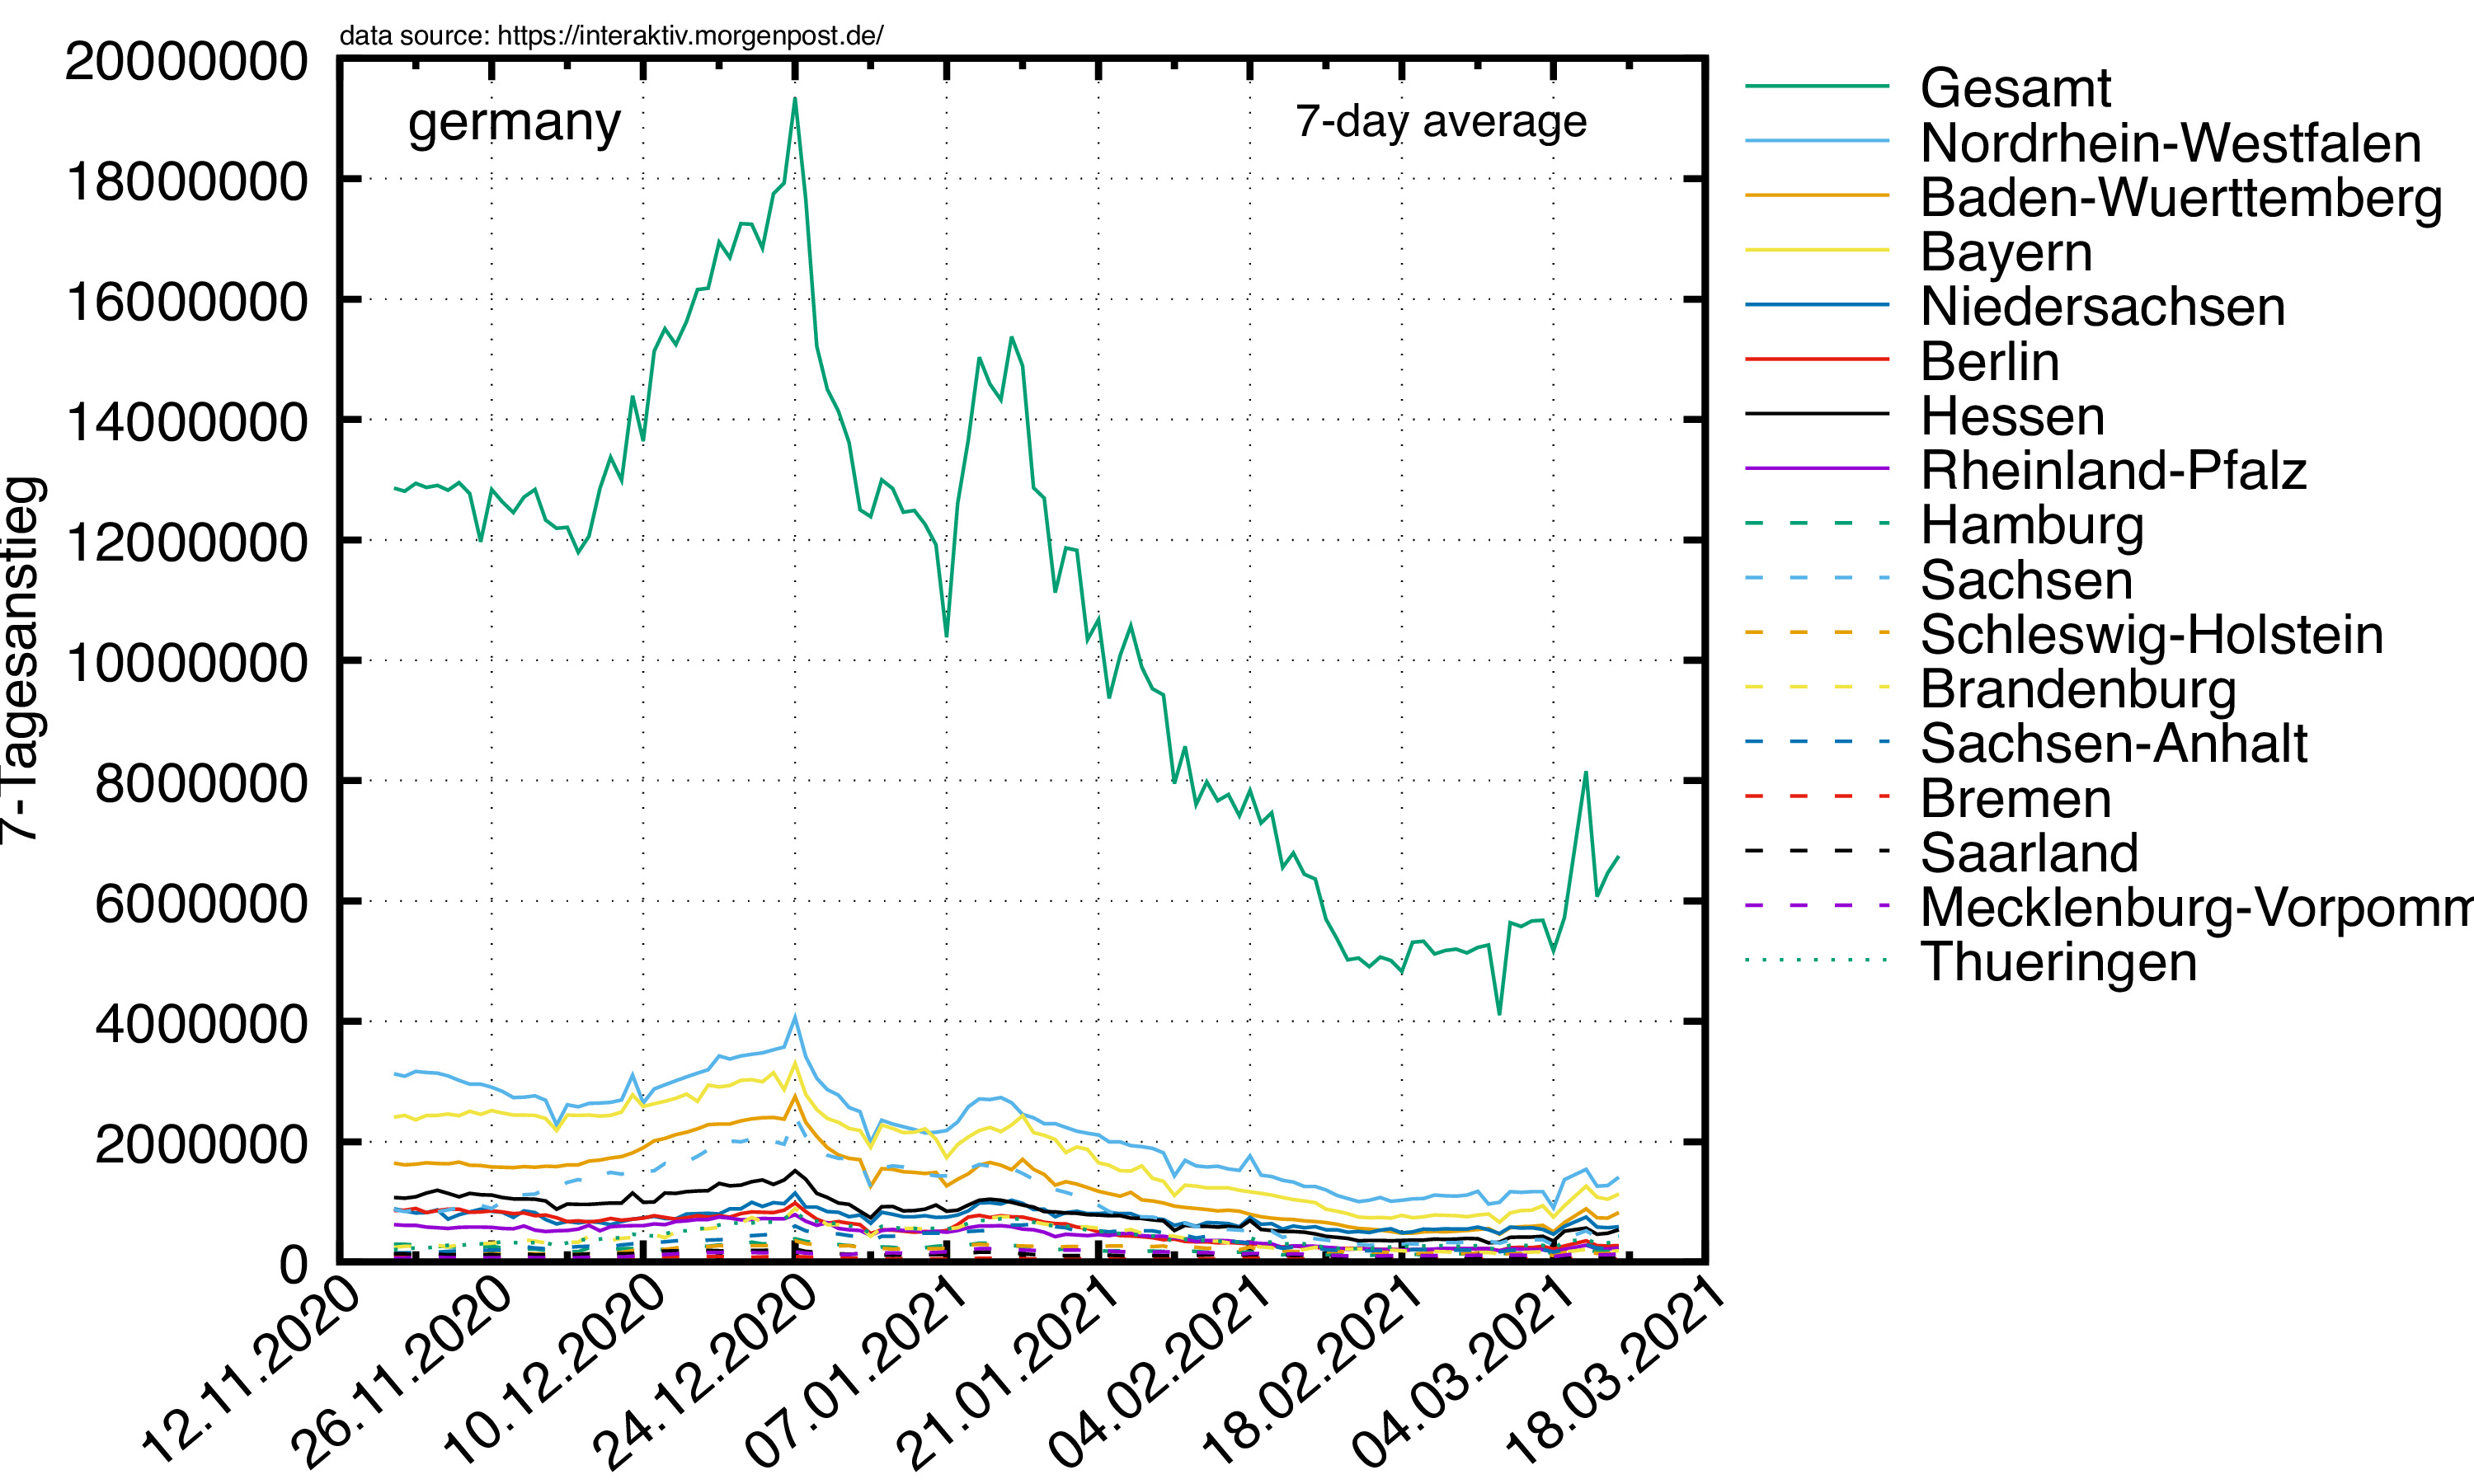 data source: https://interaktiv.morgenpost.de/
germany
7-day average
7-Tagesanstieg
20000000
18000000
16000000
14000000
12000000
10000000
8000000
6000000
4000000
2000000
0
12.11.2020
26.11.2020
10.12.2020
24.12.2020
07.01.2021
21.01.2021
04.02.2021
18.02.2021
04.03.2021
18.03.2021
Gesamt
Nordrhein-Westfalen
Baden-Wuerttemberg
Bayern
Niedersachsen
Berlin
Hessen
Rheinland-Pfalz
Hamburg
Sachsen
Schleswig-Holstein
Brandenburg
Sachsen-Anhalt
Bremen
Saarland
Mecklenburg-Vorpomm
Thueringen